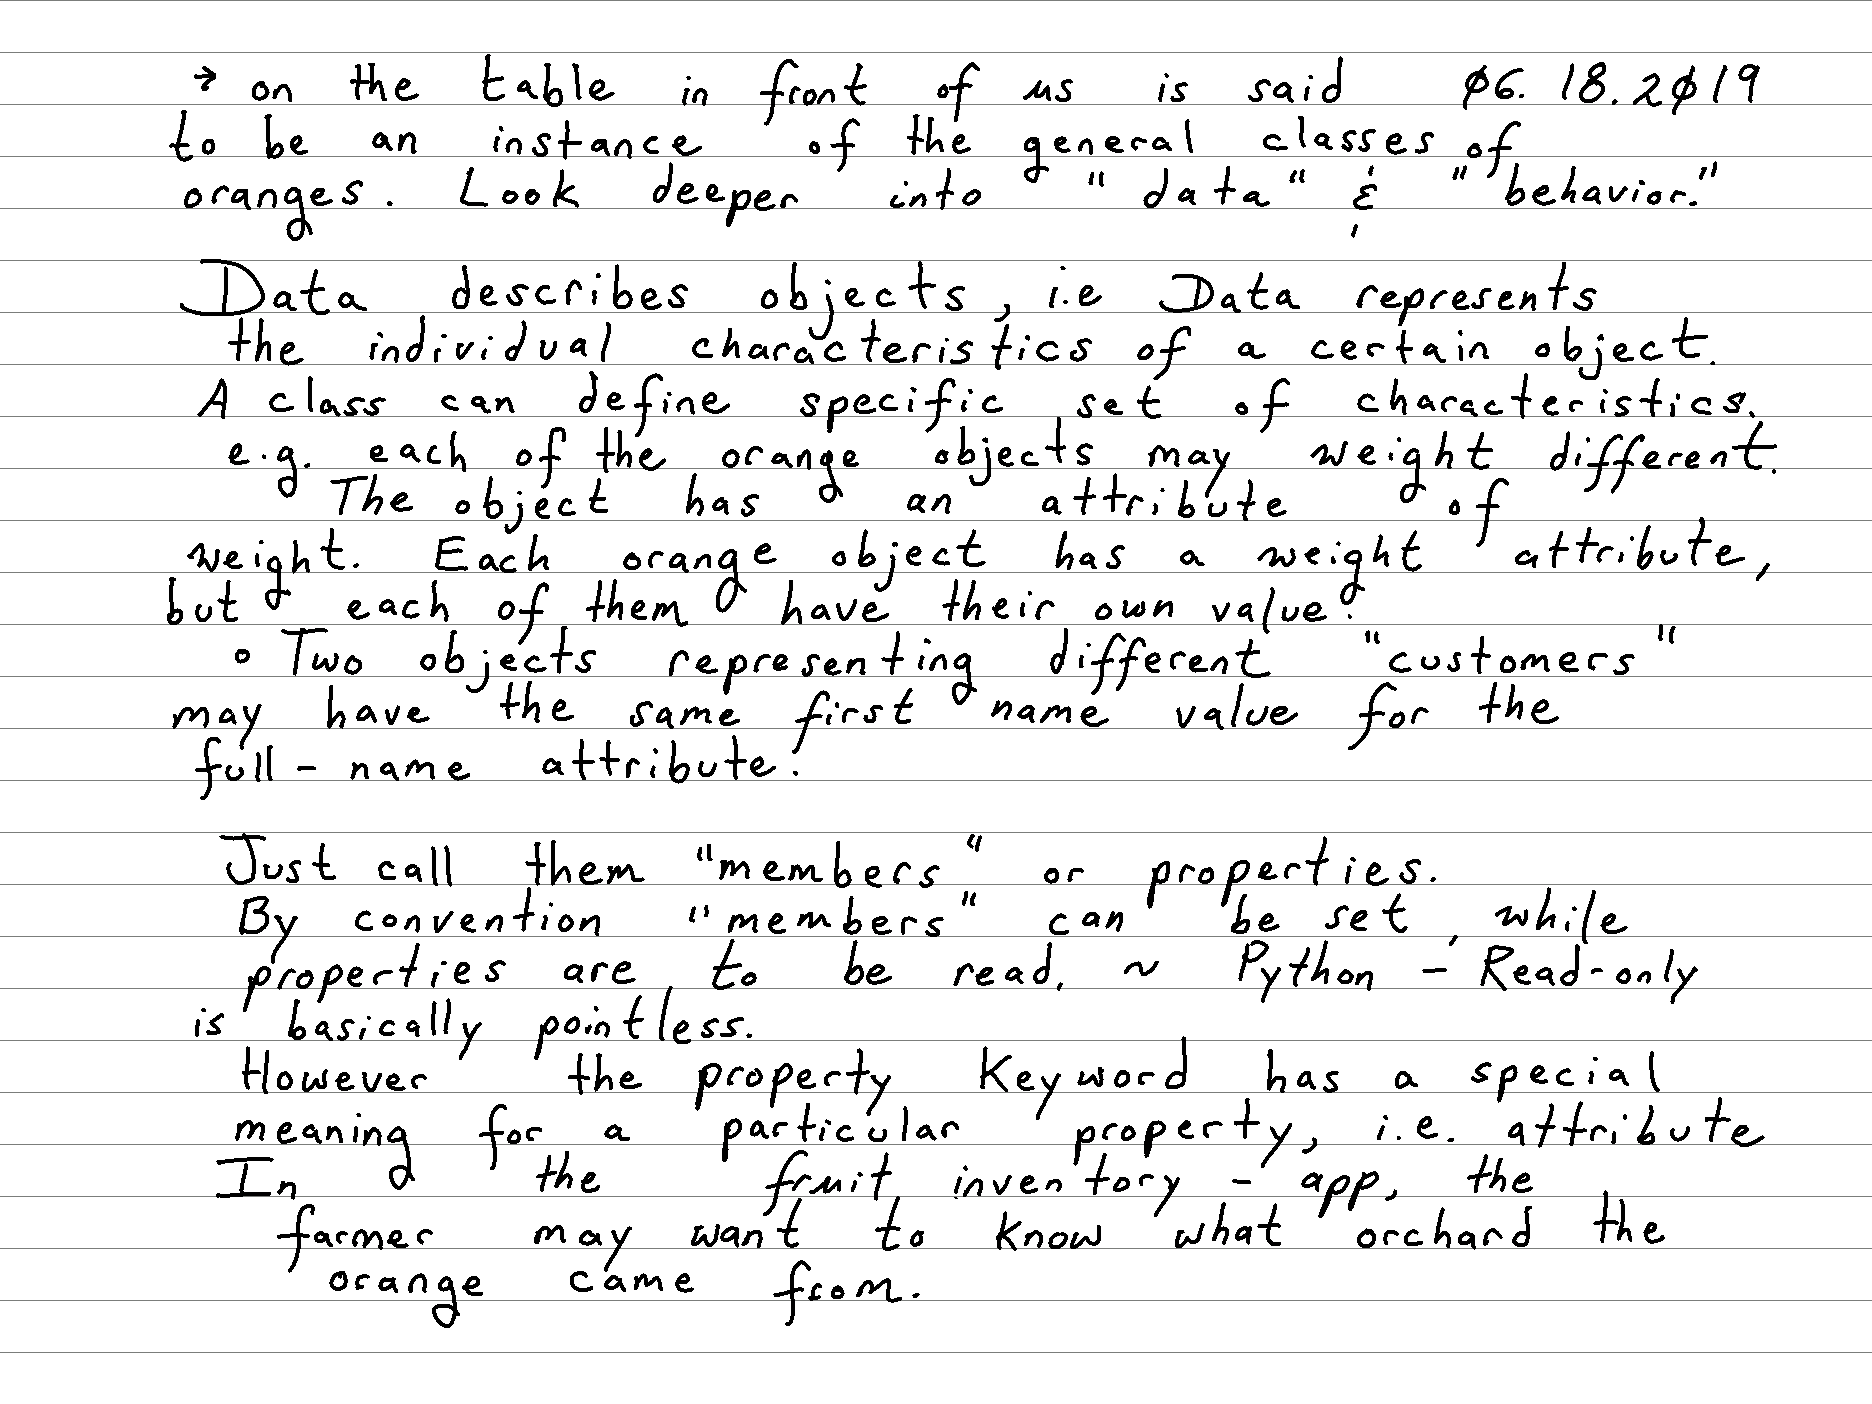 → on the table in front of us is said 06.18.2019
to be an instance of the general classes of
oranges. Look deeper into "data" & "behavior."
Data describes objects, i.e Data represents
the individual characteristics of a certain object.
A class can define specific set of characteristics.
e.g. each of the orange objects may weight different.
The object has an attribute of
weight. Each orange object has a weight attribute,
but each of them have their own value.
° Two objects representing different "customers"
may have the same first name value for the
full-name attribute.
Just call them "members" or properties.
By convention "members" can be set, while
properties are to be read. ~ Python - Read-only
is basically pointless.
However the property keyword has a special
meaning for a particular property, i.e. attribute
In the fruit inventory-app, the
farmer may want to know what orchard the
orange came from.